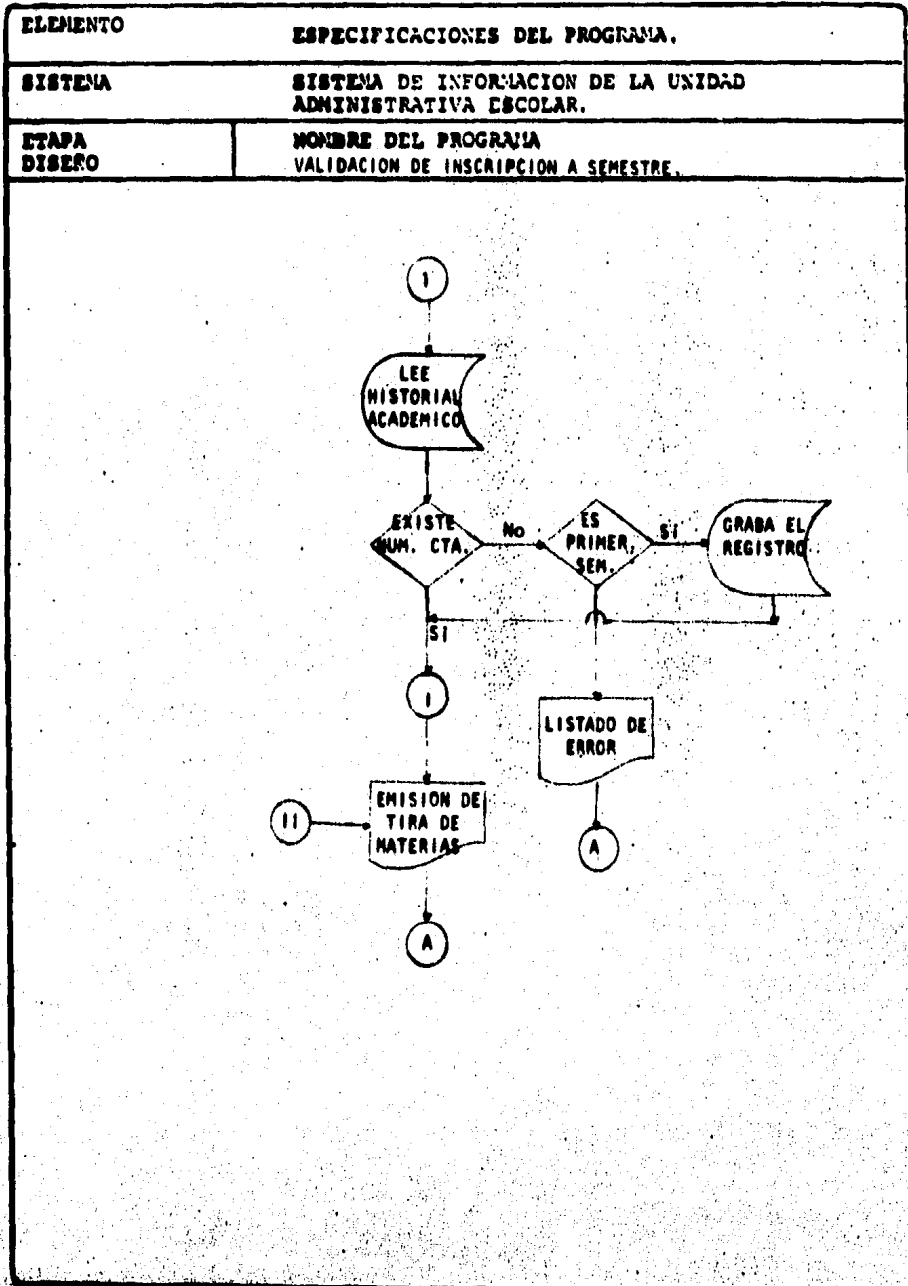 ELEMENTO
ESPECIFICACIONES DEL PROGRAMA.
SISTEMA
SISTEMA DE INFORMACION DE LA UNIDAD
ADMINISTRATIVA ESCOLAR.
ETAPA
DISEÑO
NOMBRE DEL PROGRAMA
VALIDACION DE INSCRIPCION A SEMESTRE.
I
LEE
HISTORIAL
ACADEMICO
EXISTE
NUM. CTA.
No
ES
PRIMER,
SEM.
Si
GRABA EL
REGISTRO
Si
I
LISTADO DE
ERROR
II
EMISION DE
TIRA DE
MATERIAS
A
A